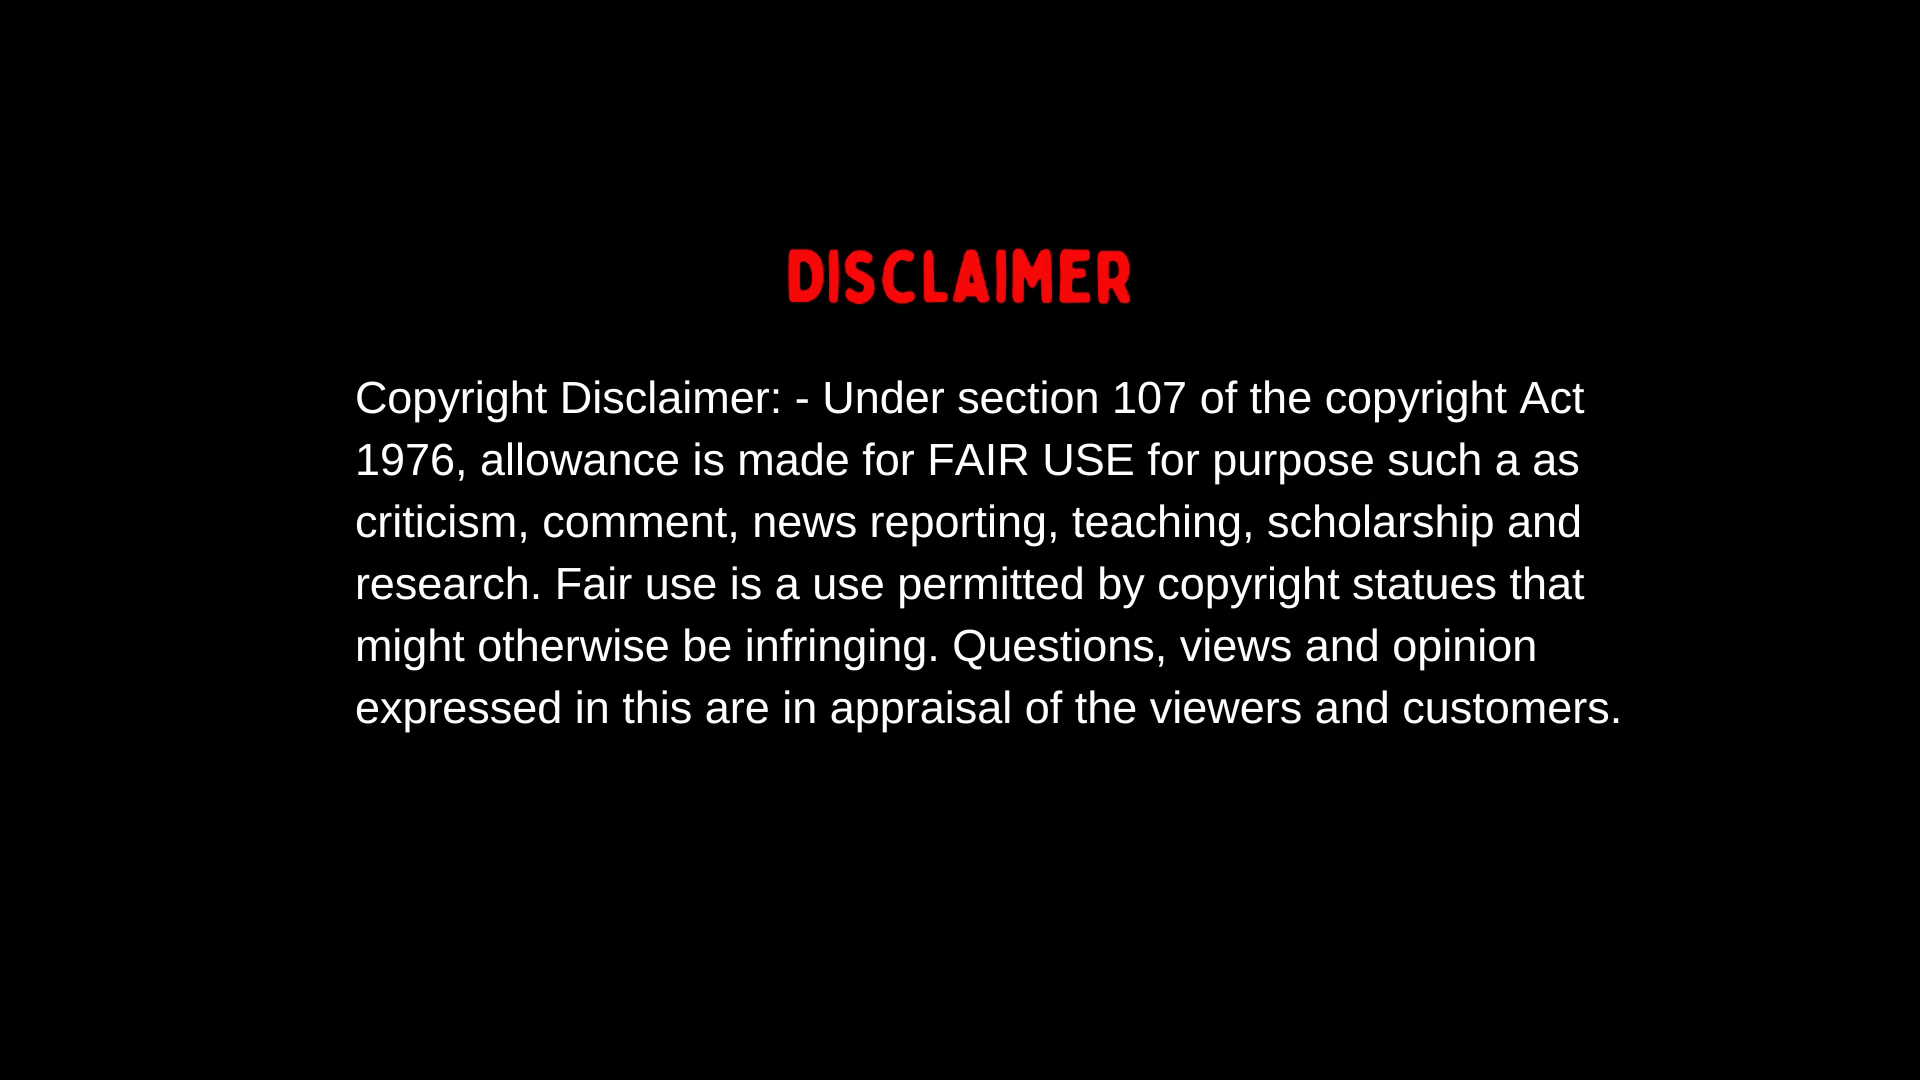 DISCLAIMER
Copyright Disclaimer: - Under section 107 of the copyright Act
1976, allowance is made for FAIR USE for purpose such a as
criticism, comment, news reporting, teaching, scholarship and
research. Fair use is a use permitted by copyright statues that
might otherwise be infringing. Questions, views and opinion
expressed in this are in appraisal of the viewers and customers.